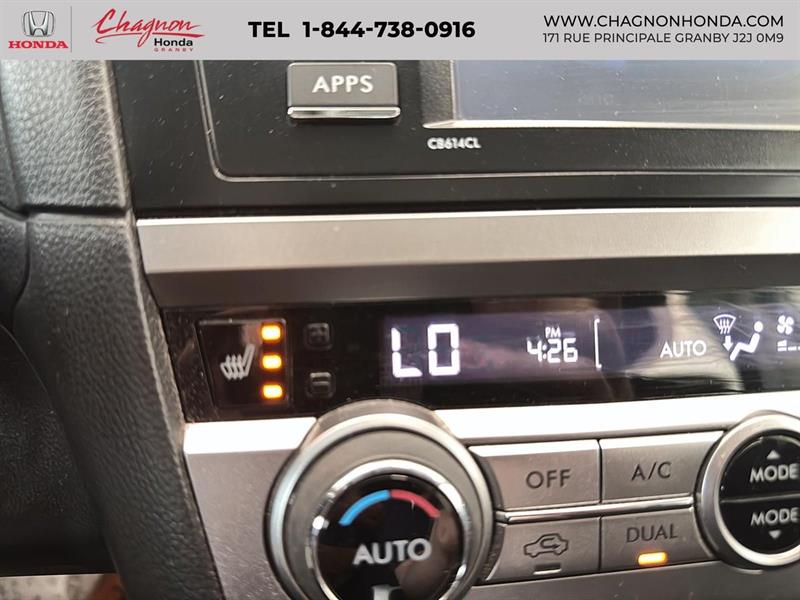 HONDA
Chagnon
Honda
GRANBY
TEL 1-844-738-0916
WWW.CHAGNONHONDA.COM
171 RUE PRINCIPALE GRANBY J2J 0M9
APPS
CB614CL
LO
PM
4:26
AUTO
OFF
A/C
MODE
MODE
DUAL
AUTO